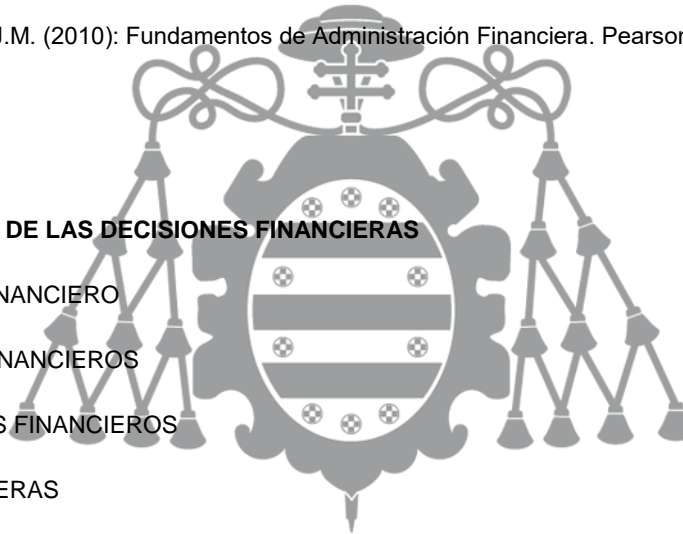 J.M. (2010): Fundamentos de Administración Financiera. Pearson
DE LAS DECISIONES FINANCIERAS
NANCIERO
NANCIEROS
S FINANCIEROS
ERAS